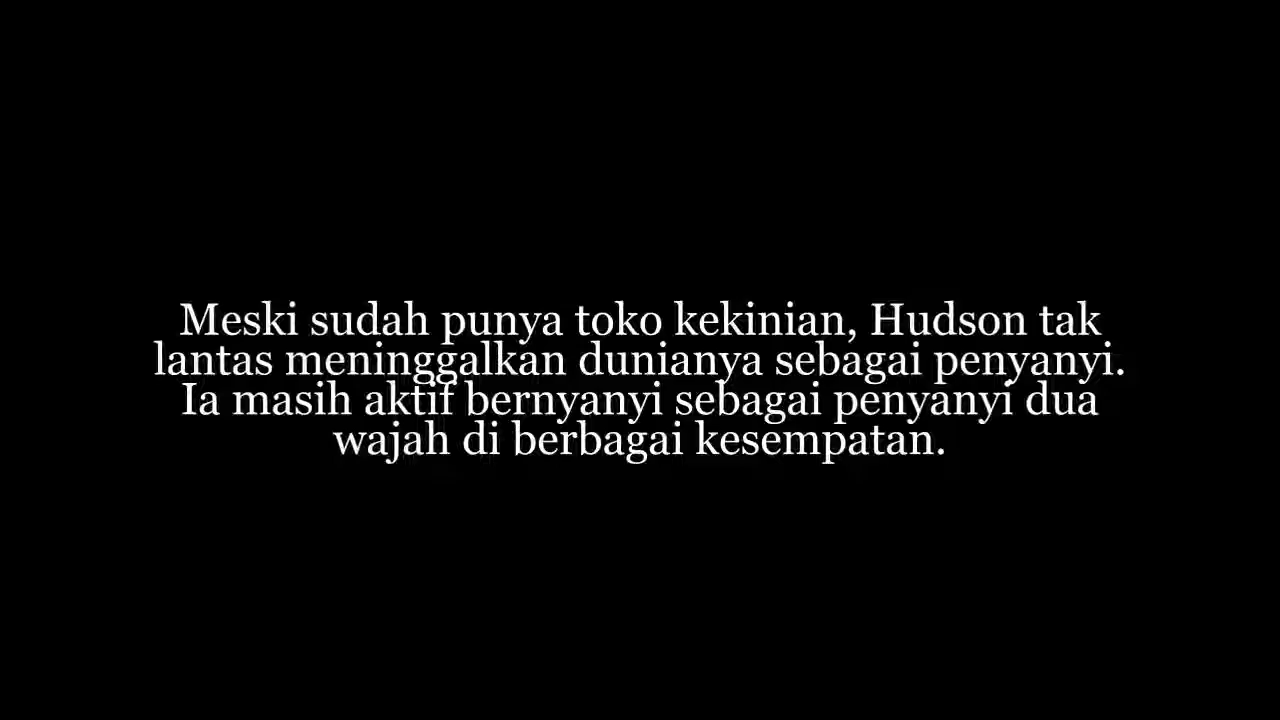 Meski sudah punya toko kekinian, Hudson tak
lantas meninggalkan dunianya sebagai penyanyi.
Ia masih aktif bernyanyi sebagai penyanyi dua
wajah di berbagai kesempatan.